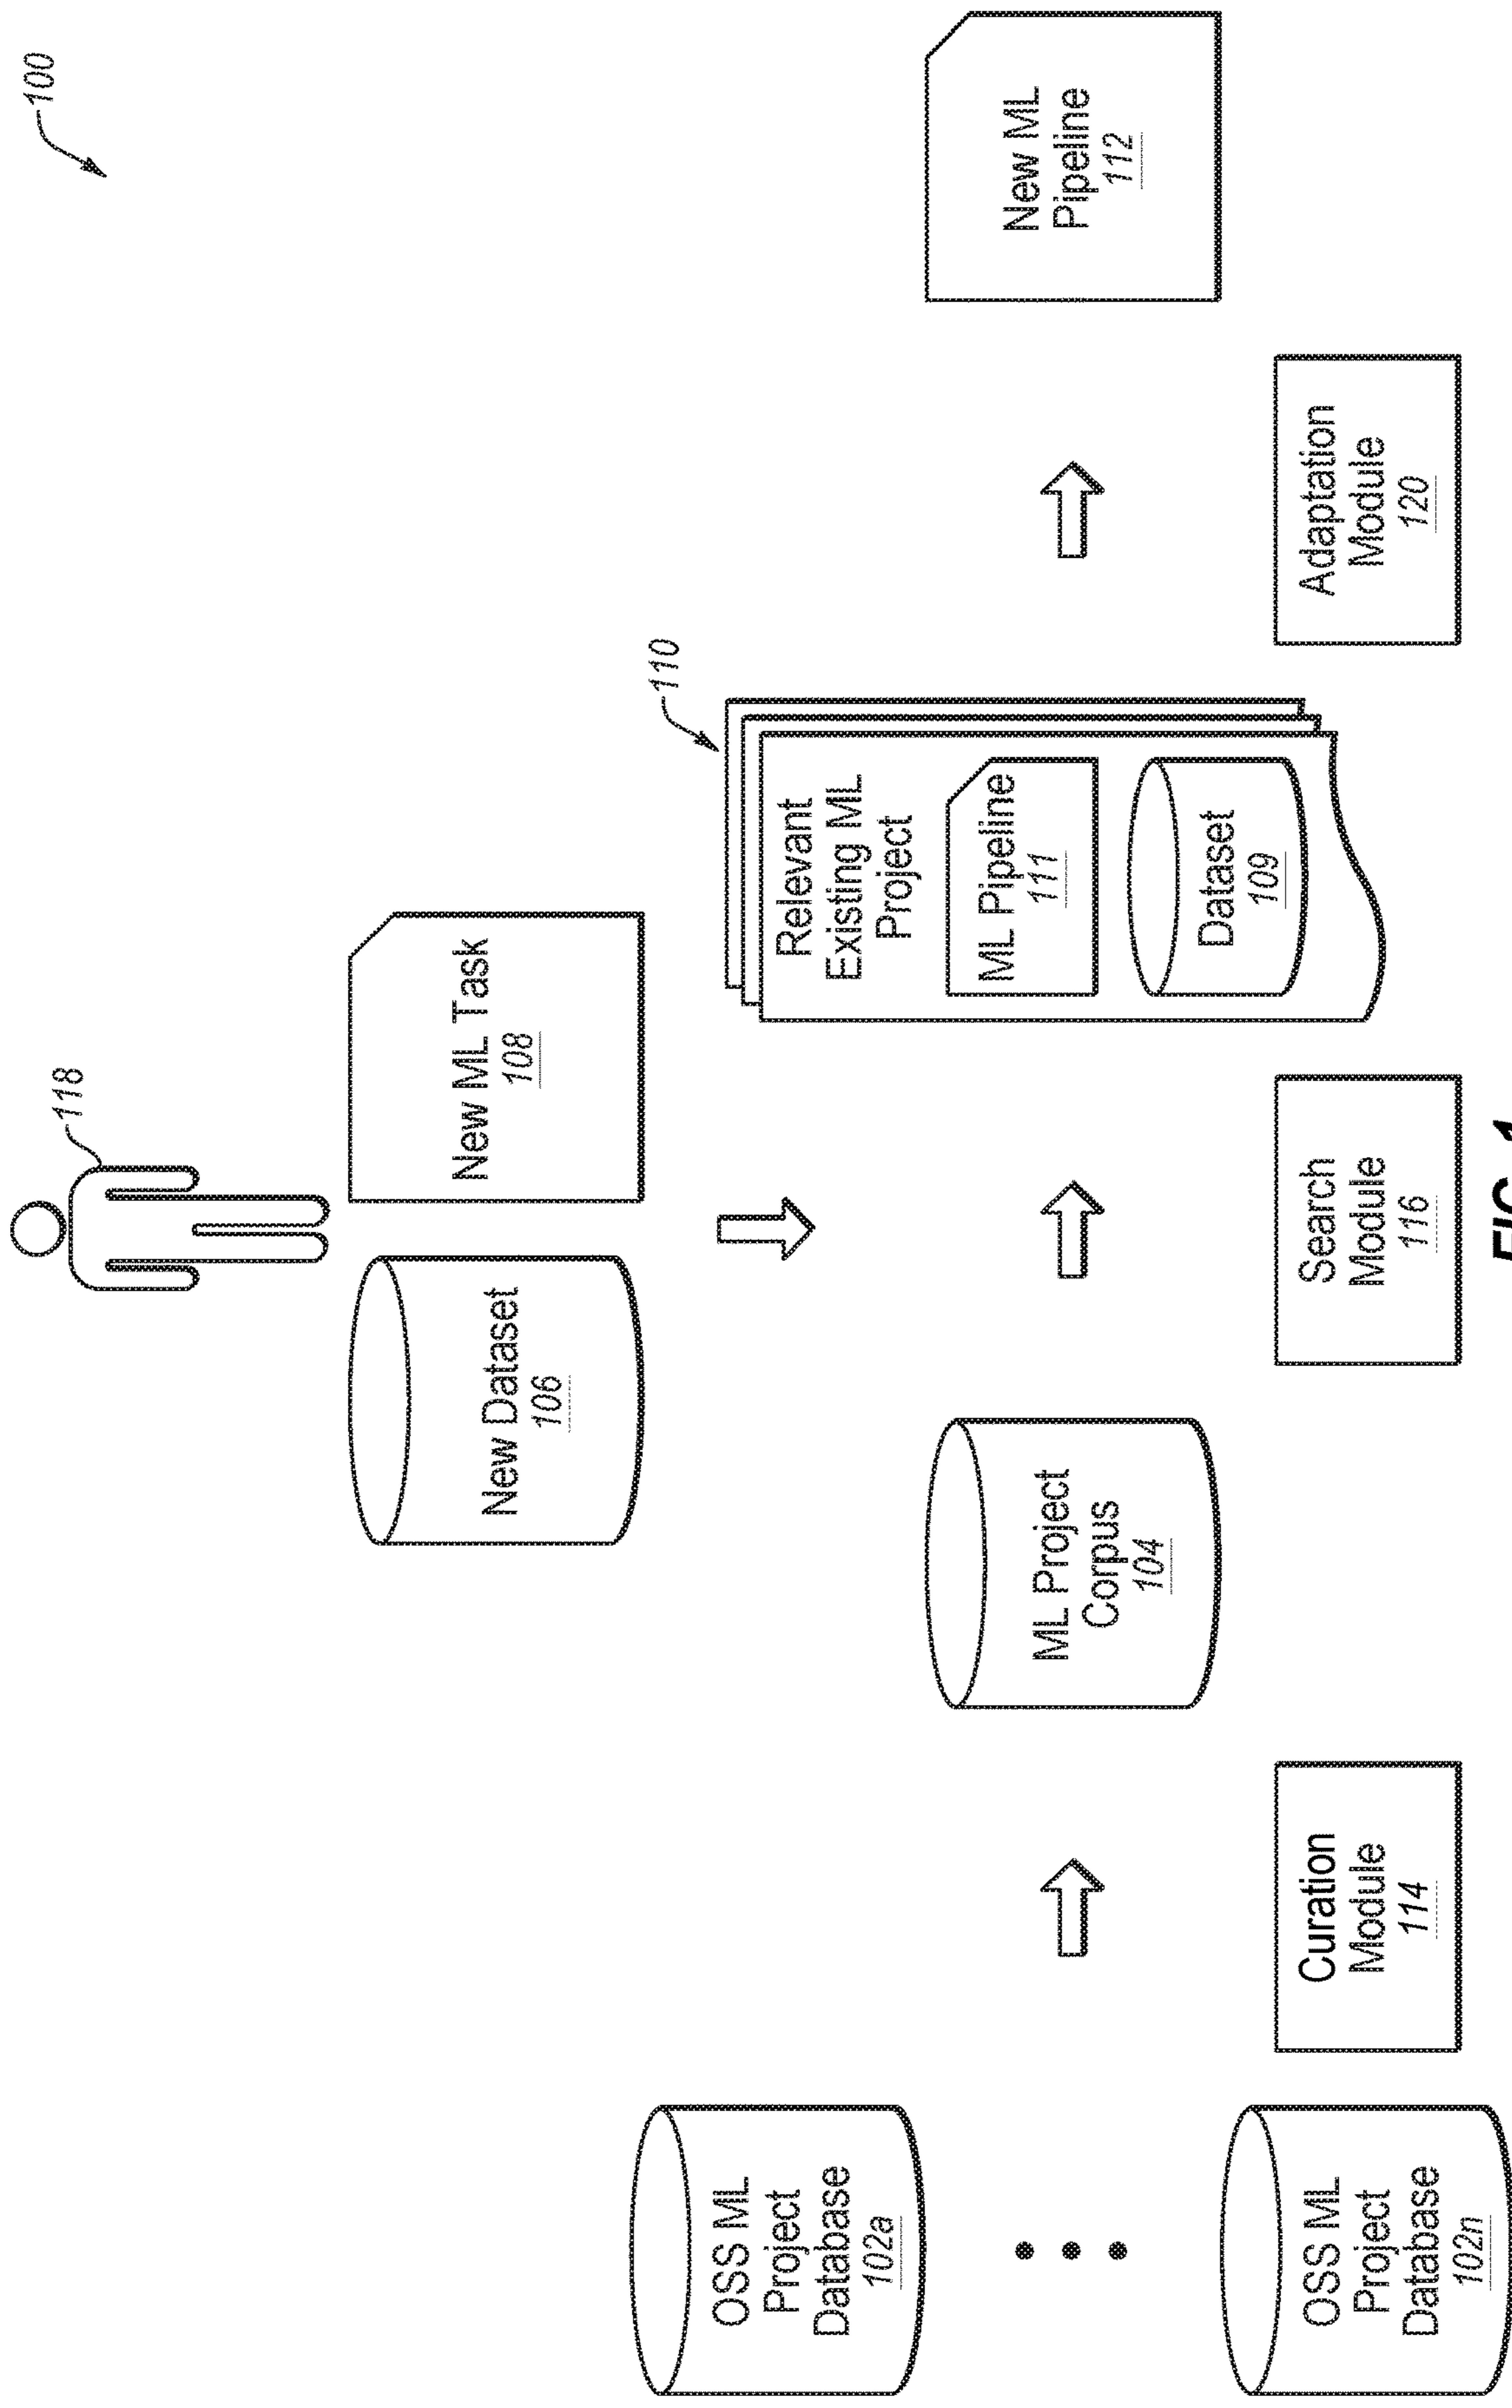 100
118
New Dataset
106
New ML Task
108
110
OSS ML
Project
Database
102a
OSS ML
Project
Database
102n
Curation
Module
114
ML Project
Corpus
104
Search
Module
116
Relevant
Existing ML
Project
ML Pipeline
111
Dataset
109
Adaptation
Module
120
New ML
Pipeline
112
FIG. 1